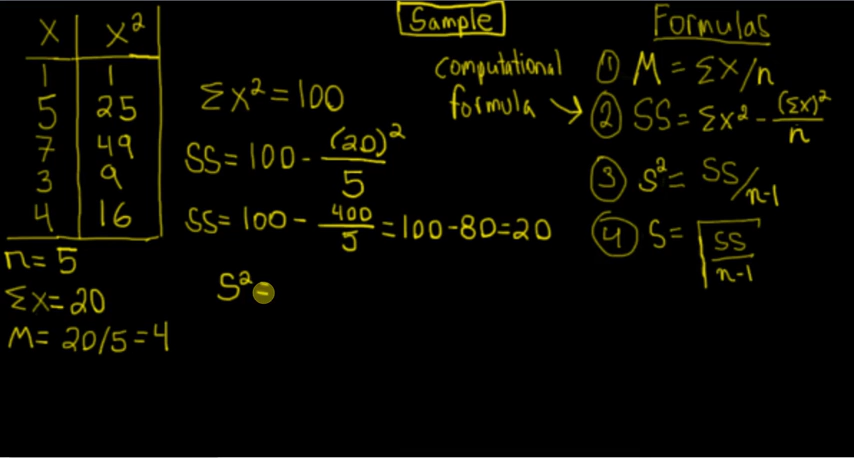 Sample
X X²
1 1
5 25
7 49
3 9
4 16
n = 5
Σx = 20
M = 20/5 = 4
Σx² = 100
SS = 100 - (20)²/5
SS = 100 - 400/5 = 100-80=20
S² =
computational
formula →
Formulas
① M = Σx/n
② SS = Σx² - (Σx)²/n
③ S² = SS/n-1
④ S = √SS/n-1